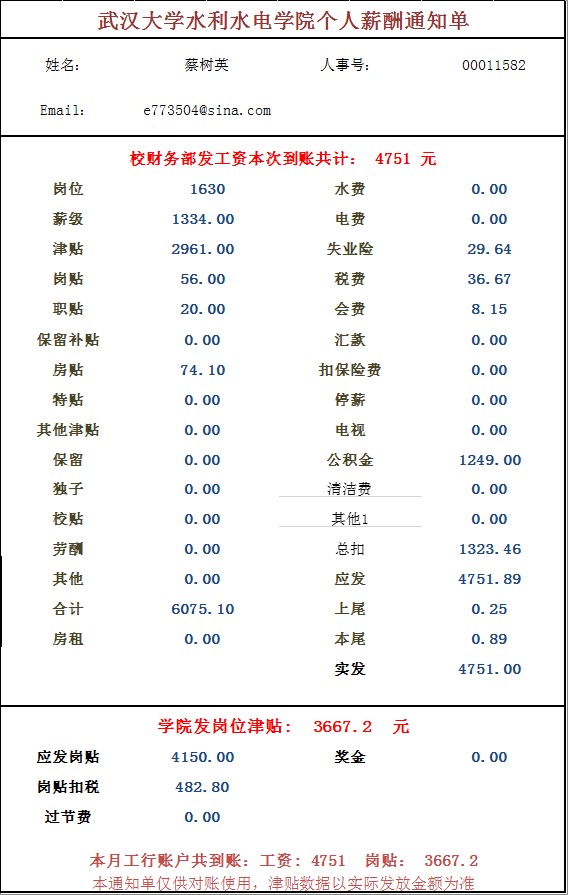 武汉大学水利水电学院个人薪酬通知单
姓名: 蔡树英 人事号: 00011582
Email: e773504@sina.com
校财务部发工资本次到账共计: 4751 元
岗位 1630 水费 0.00
薪级 1334.00 电费 0.00
津贴 2961.00 失业险 29.64
岗贴 56.00 税费 36.67
职贴 20.00 会费 8.15
保留补贴 0.00 汇款 0.00
房贴 74.10 扣保险费 0.00
特贴 0.00 停薪 0.00
其他津贴 0.00 电视 0.00
保留 0.00 公积金 1249.00
独子 0.00 清洁费 0.00
校贴 0.00 其他1 0.00
劳酬 0.00 总扣 1323.46
其他 0.00 应发 4751.89
合计 6075.10 上尾 0.25
房租 0.00 本尾 0.89
实发 4751.00
学院发岗位津贴: 3667.2 元
应发岗贴 4150.00 奖金 0.00
岗贴扣税 482.80
过节费 0.00
本月工行账户共到账: 工资: 4751 岗贴: 3667.2
本通知单仅供对账使用，津贴数据以实际发放金额为准